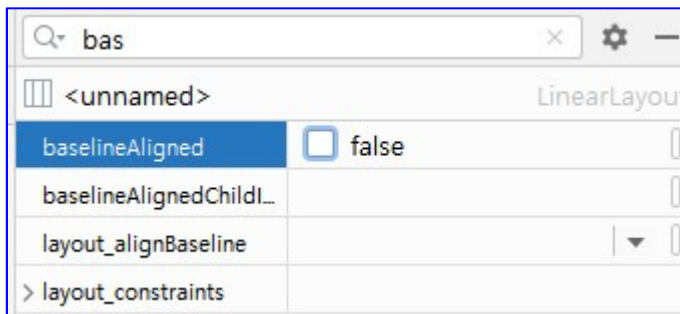 bas
<unnamed> LinearLayout
baselineAligned false
baselineAlignedChildI...
layout_alignBaseline
layout_constraints